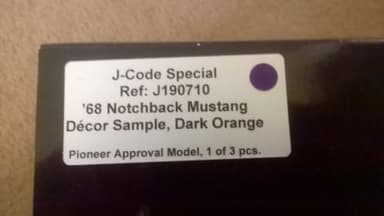 J-Code Special
Ref: J190710
'68 Notchback Mustang
Décor Sample, Dark Orange
Pioneer Approval Model, 1 of 3 pcs.